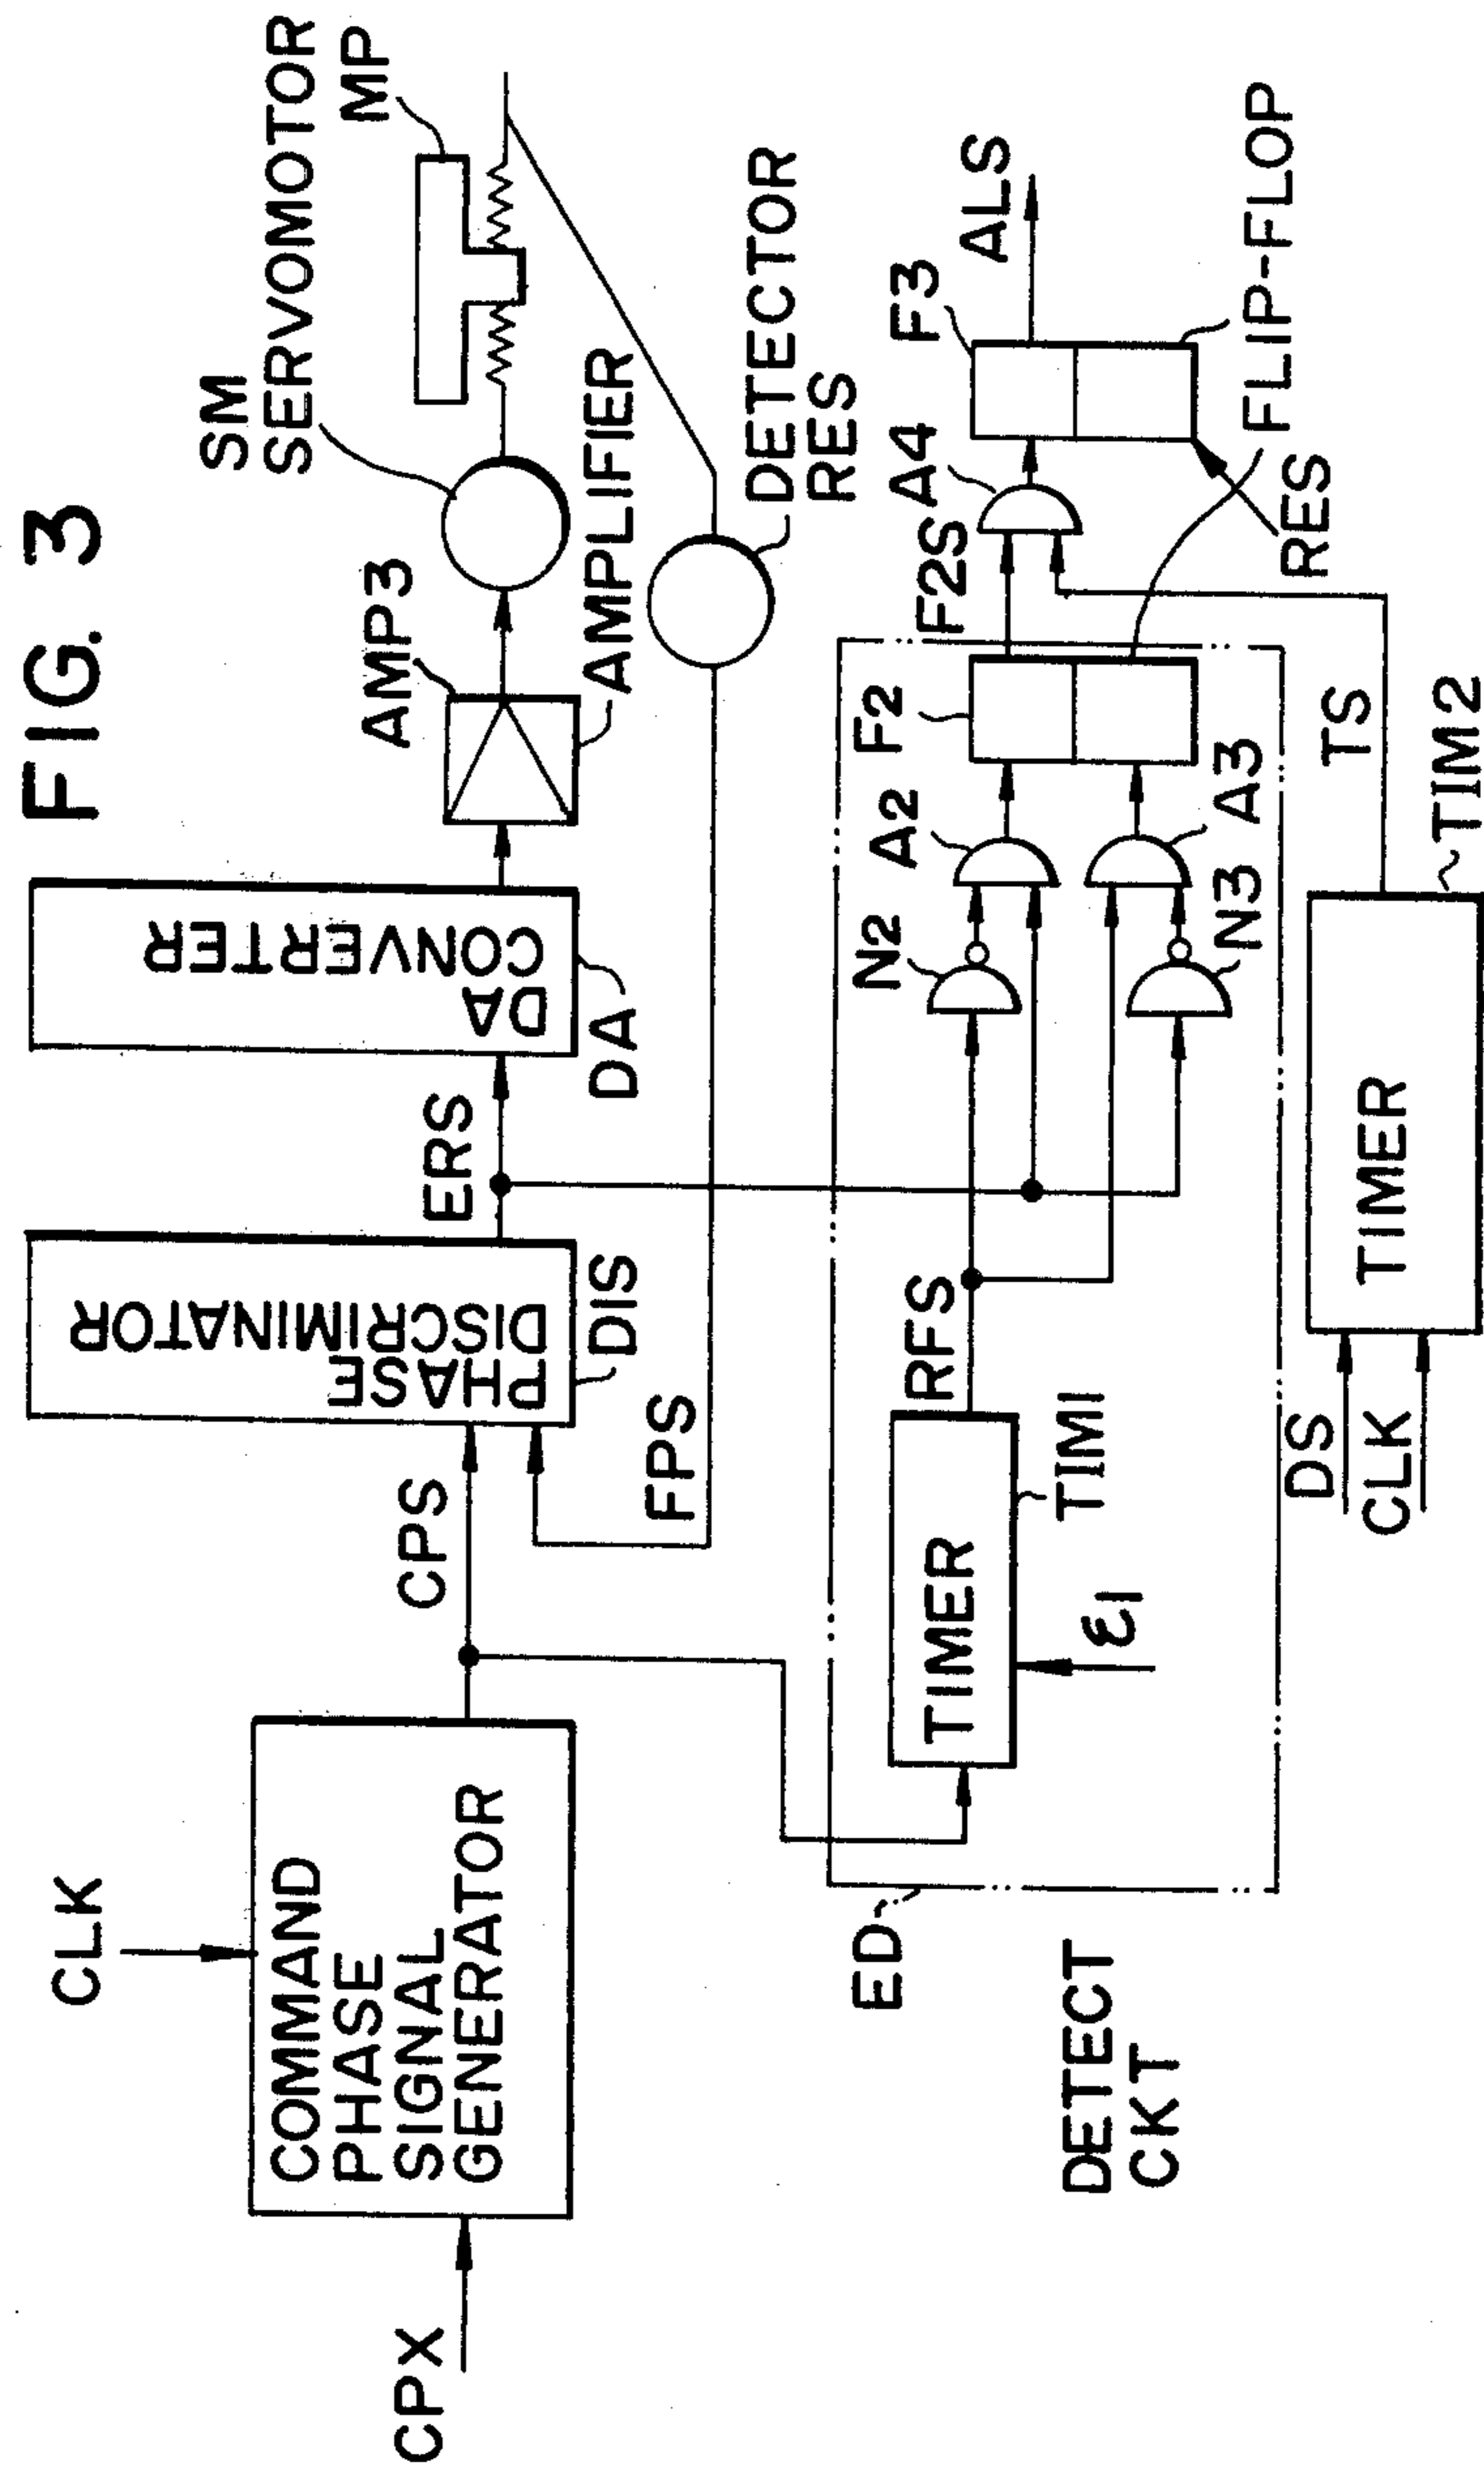 FIG. 3
CLK
COMMAND
PHASE
SIGNAL
GENERATOR
CPX
CPS
PHASE
DISCRIMINATOR
DIS
FPS
ERS
DA
CONVERTER
DA
AMP3
AMPLIFIER
SM
SERVOMOTOR
MP
DETECTOR
RES
ED
DETECT
CKT
TIMER
TIM1
ε1
RFS
N2
A2
N3
A3
F2
F2S
A4
F3
ALS
FLIP-FLOP
RES
DS
CLK
TIMER
TIM2
TS